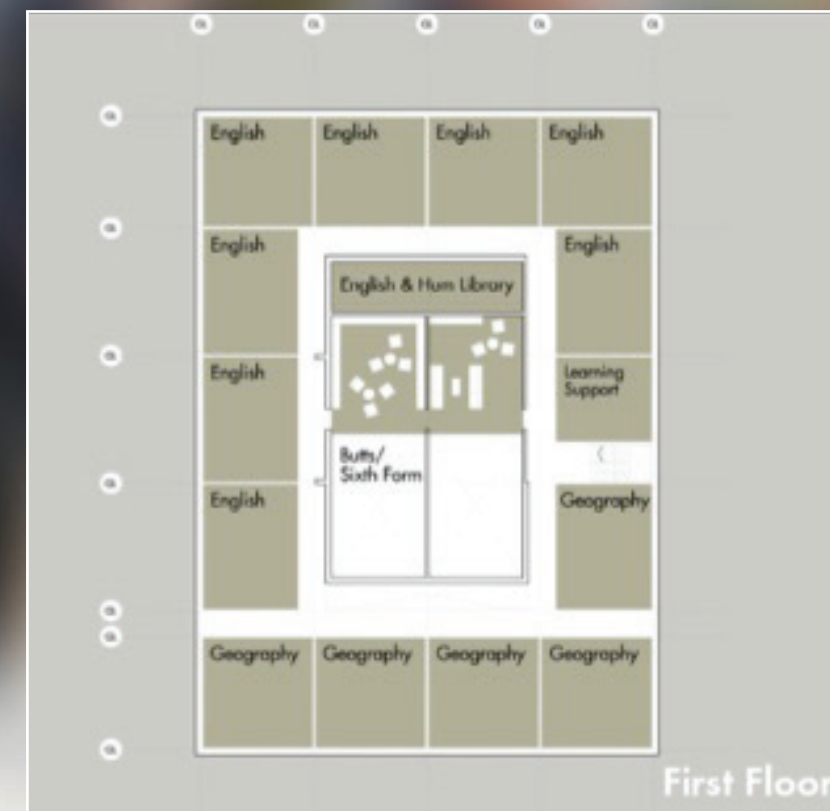 English
English
English
English
English
English
English & Hum Library
English
Learning
Support
Butts/
Sixth Form
English
Geography
Geography
Geography
Geography
Geography
First Floor